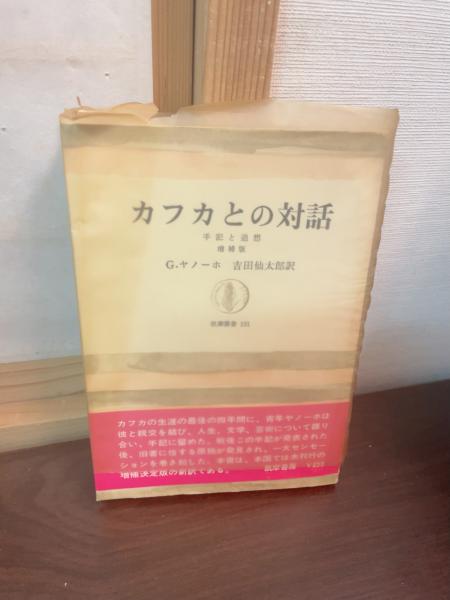 カフカとの対話
手記と追想
増補版
G.ヤノーホ 吉田仙太郎訳
筑摩叢書 101
カフカの生涯の最後の四年間に、青年ヤノーホは
彼と親交を結び、人生、文学、芸術について語り
合い、手記に留めた。戦後この手記が発表された
後、旧著に倍する原稿が発見され、一大センセー
ションを巻き起した。本書は、本国では未刊行の
増補決定版の新訳である。 筑摩書房